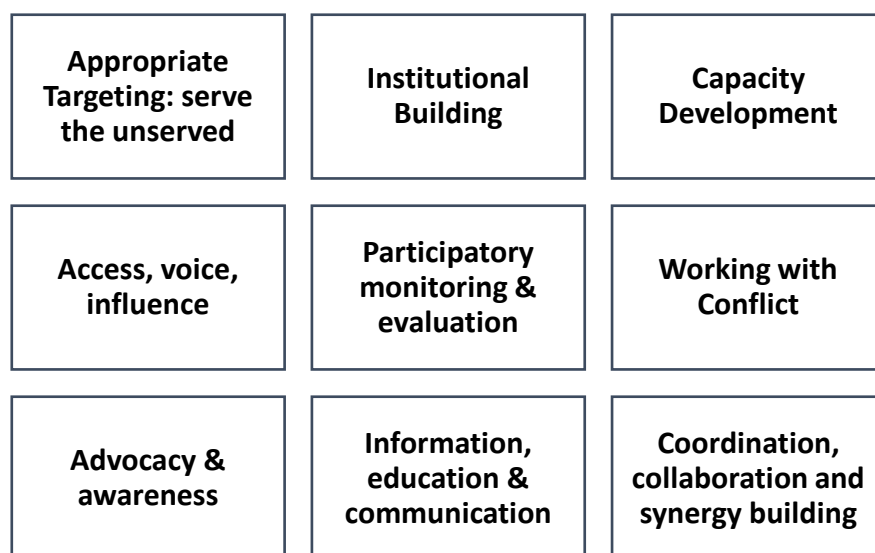 Appropriate
Targeting: serve
the unserved
Institutional
Building
Capacity
Development
Access, voice,
influence
Participatory
monitoring &
evaluation
Working with
Conflict
Advocacy &
awareness
Information,
education &
communication
Coordination,
collaboration and
synergy building